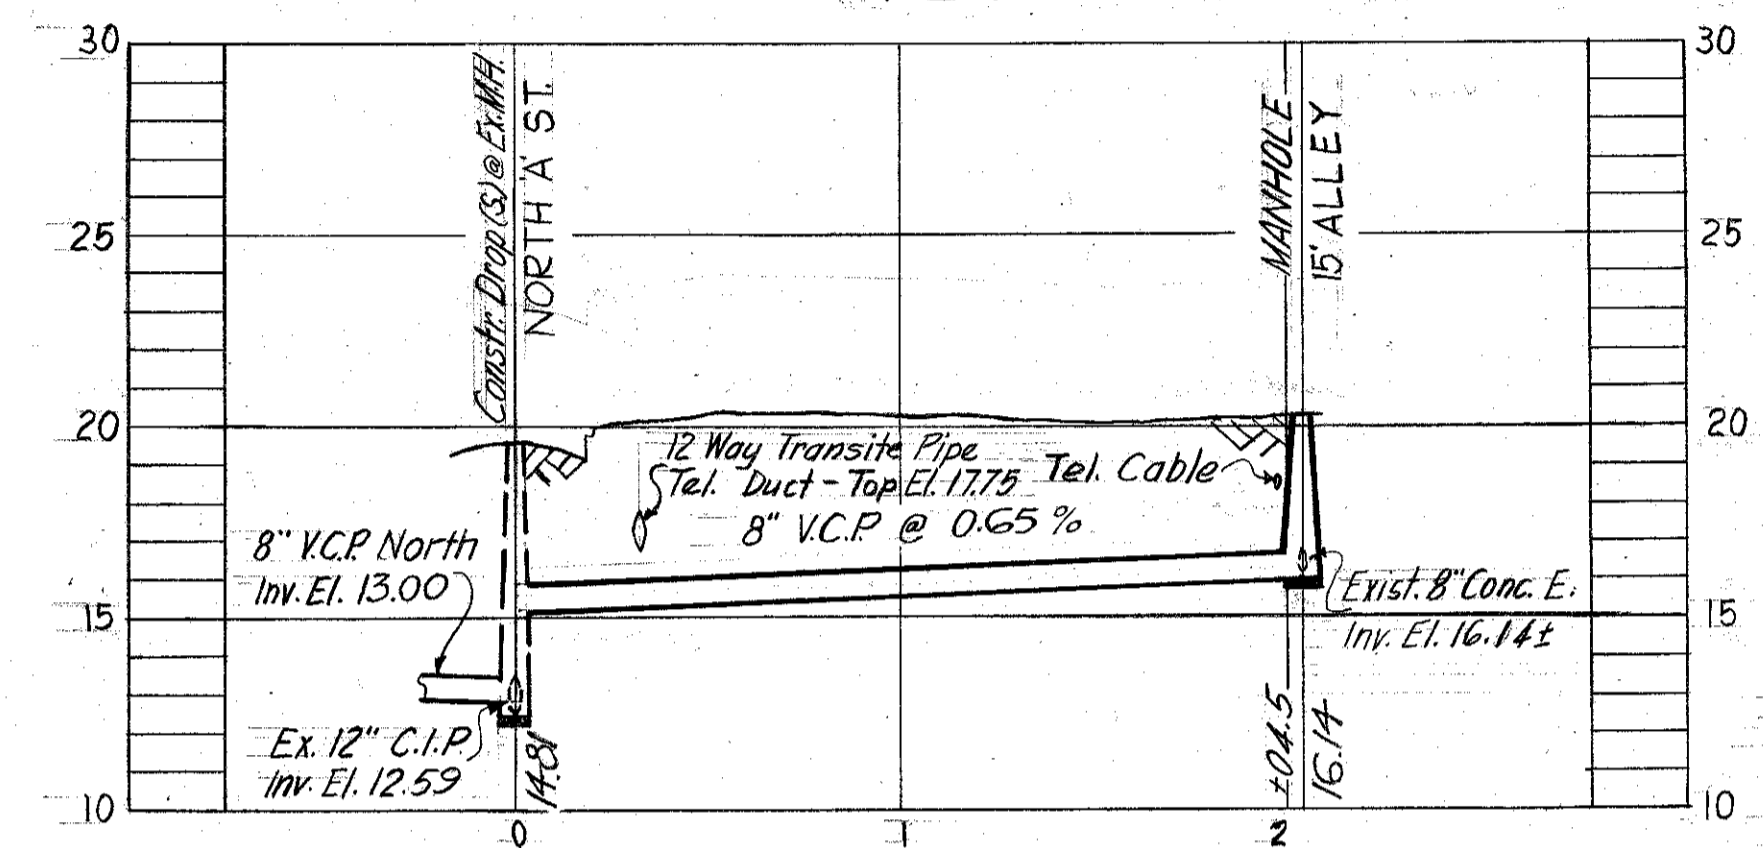 30
30
Constr. Drop (S) @ Ex. M.H.
NORTH 'A' ST.
MANHOLE
15' ALLEY
25
25
20
20
12 Way Transite Pipe
Tel. Duct - Top El. 17.75
Tel. Cable
8" V.C.P. @ 0.65 %
8" V.C.P. North
Inv. El. 13.00
Exist. 8" Conc. E.
Inv. El. 16.14±
15
15
Ex. 12" C.I.P.
Inv. El. 12.59
14.81
+04.5
16.14
10
10
0
1
2